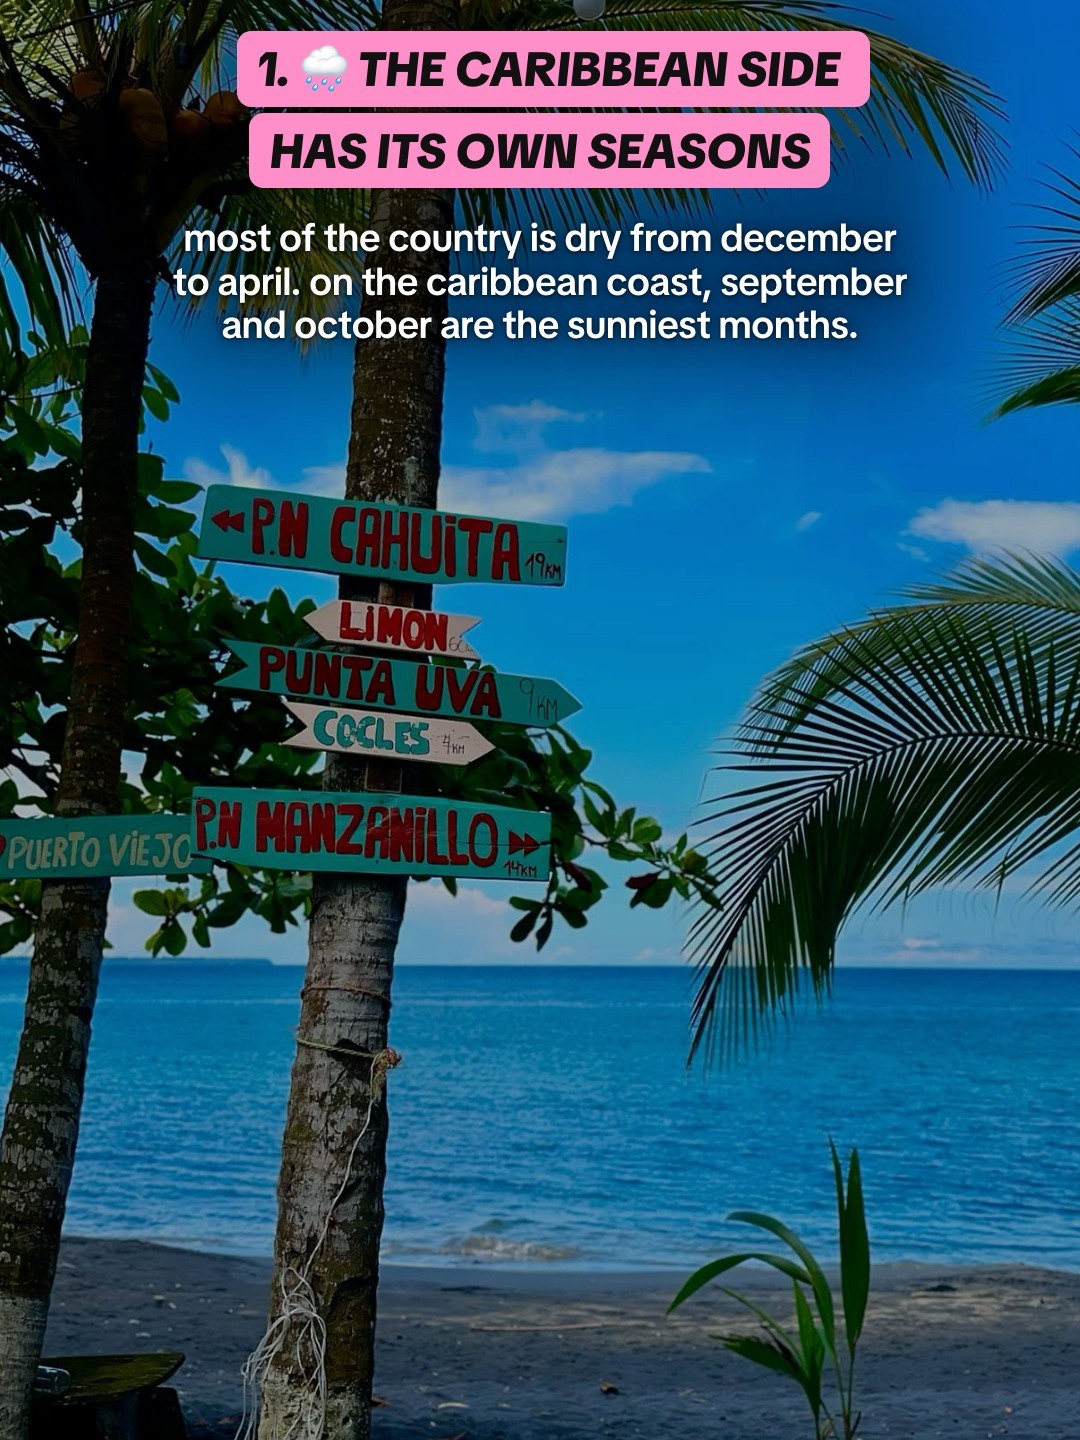 1. 🌧️ THE CARIBBEAN SIDE
HAS ITS OWN SEASONS
most of the country is dry from december
to april. on the caribbean coast, september
and october are the sunniest months.
P.N CAHUiTA 19KM
LiMON
PUNTA UVA 9KM
COCLES 4KM
PUERTO ViEJO
P.N MANZANiLLO 14KM